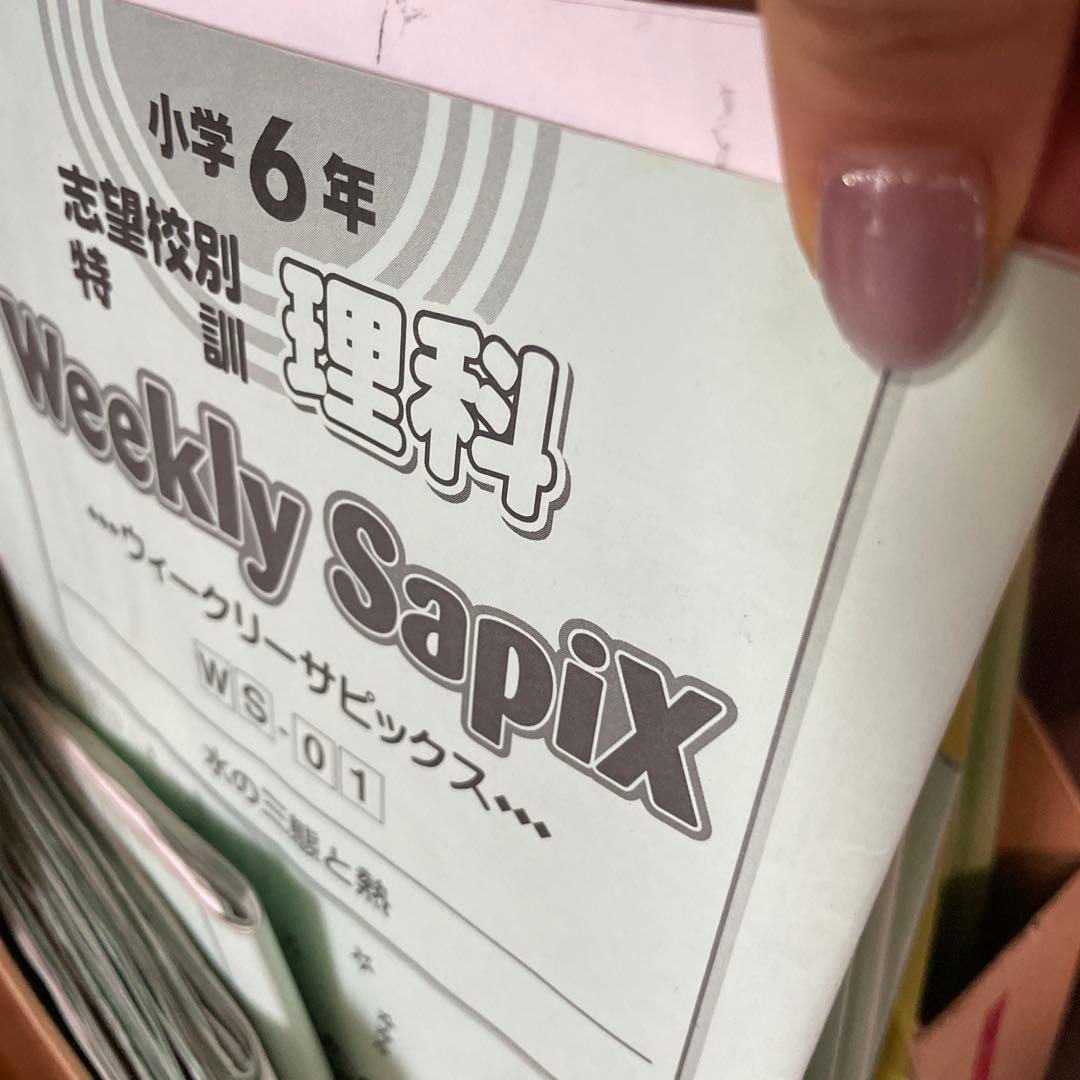 小学6年
志望校別
特訓
理科
Weekly SapiX
…ウィークリーサピックス…
WS-01
水の三態と熱